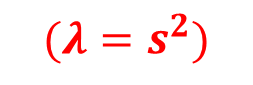 (λ = s²)